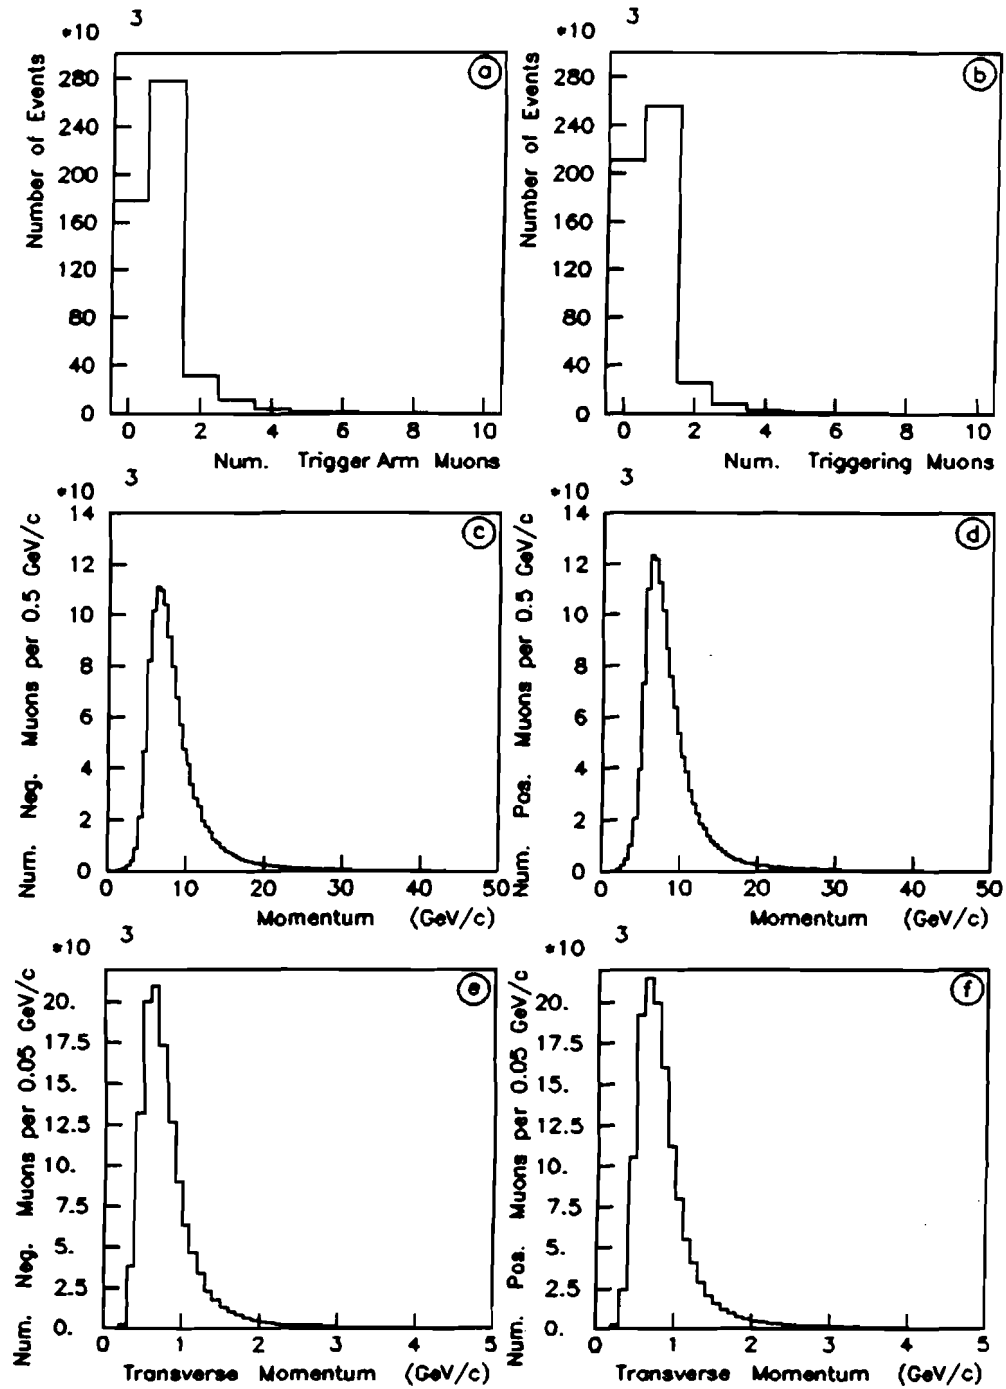 *10 3
Number of Events
280
240
200
160
120
80
40
0
0 2 4 6 8 10
Num. Trigger Arm Muons
a
*10 3
Number of Events
280
240
200
160
120
80
40
0
0 2 4 6 8 10
Num. Triggering Muons
b
*10 3
Num. Neg. Muons per 0.5 GeV/c
14
12
10
8
6
4
2
0
0 10 20 30 40 50
Momentum (GeV/c)
c
*10 3
Num. Pos. Muons per 0.5 GeV/c
14
12
10
8
6
4
2
0
0 10 20 30 40 50
Momentum (GeV/c)
d
*10 3
Num. Neg. Muons per 0.05 GeV/c
20.
17.5
15.
12.5
10.
7.5
5.
2.5
0.
0 1 2 3 4 5
Transverse Momentum (GeV/c)
e
*10 3
Num. Pos. Muons per 0.05 GeV/c
20.
17.5
15.
12.5
10.
7.5
5.
2.5
0.
0 1 2 3 4 5
Transverse Momentum (GeV/c)
f